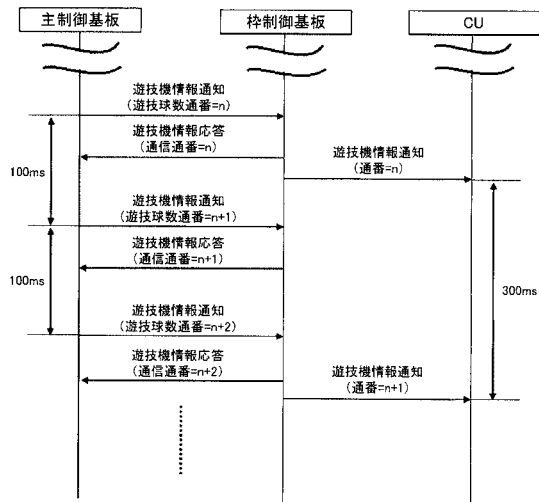 主制御基板
枠制御基板
CU
遊技機情報通知
(遊技球数通番=n)
遊技機情報応答
(通信通番=n)
遊技機情報通知
(通番=n)
100ms
遊技機情報通知
(遊技球数通番=n+1)
遊技機情報応答
(通信通番=n+1)
100ms
300ms
遊技機情報通知
(遊技球数通番=n+2)
遊技機情報応答
(通信通番=n+2)
遊技機情報通知
(通番=n+1)